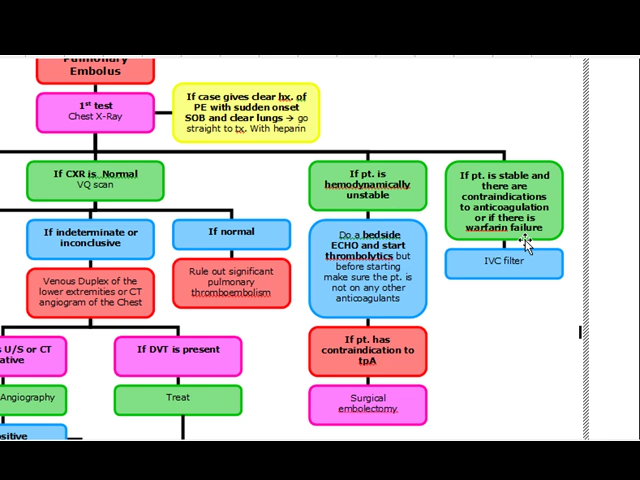 Pulmonary
Embolus
1st test
Chest X-Ray
If case gives clear hx. of
PE with sudden onset
SOB and clear lungs → go
straight to tx. With heparin
If CXR is Normal
VQ scan
If pt. is
hemodynamically
unstable
If pt. is stable and
there are
contraindications
to anticoagulation
or if there is
warfarin failure
If indeterminate or
inconclusive
If normal
Do a bedside
ECHO and start
thrombolytics but
before starting
make sure the pt. is
not on any other
anticoagulants
IVC filter
Venous Duplex of the
lower extremities or CT
angiogram of the Chest
Rule out significant
pulmonary
thromboembolism
U/S or CT
If DVT is present
If pt. has
contraindication to
tpA
Angiography
Treat
Surgical
embolectomy